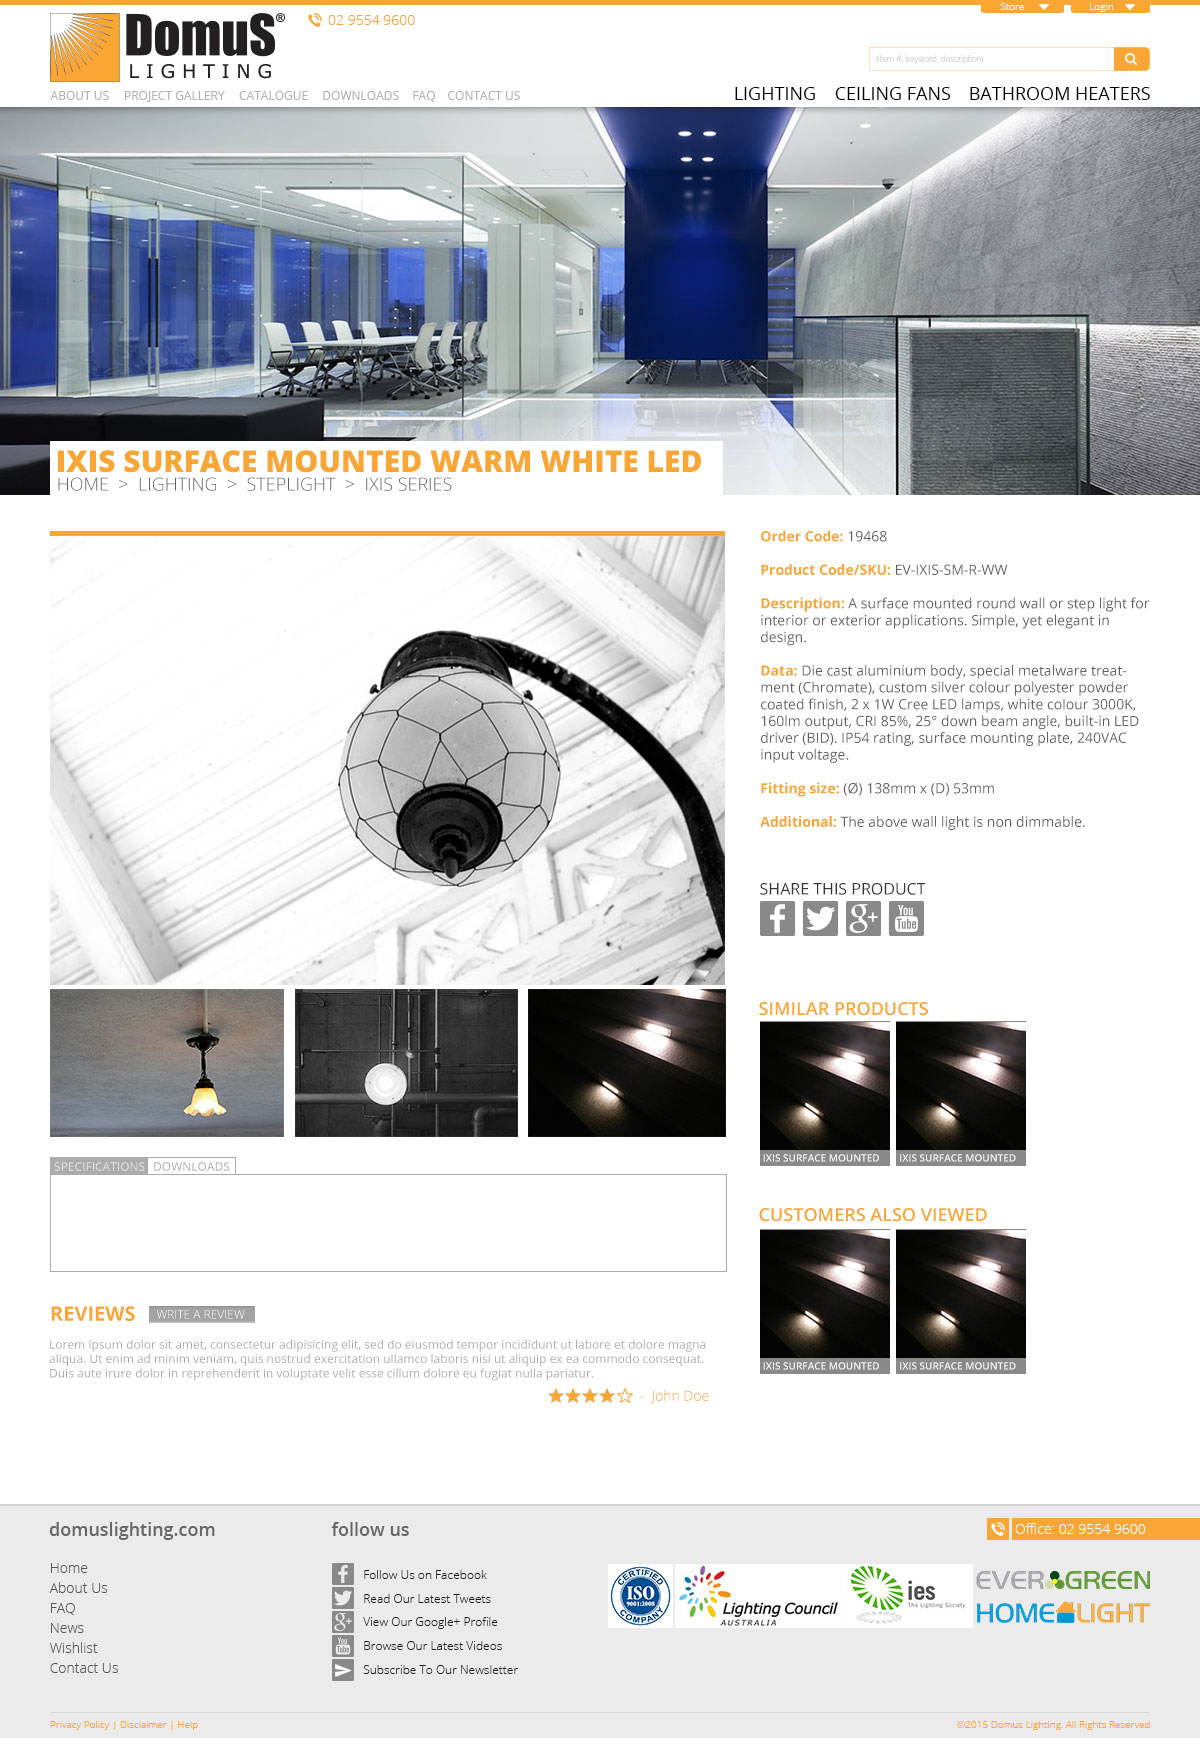 Store
Login
DomuS®
LIGHTING
02 9554 9600
(item #, keyword, description)
ABOUT US PROJECT GALLERY CATALOGUE DOWNLOADS FAQ CONTACT US
LIGHTING CEILING FANS BATHROOM HEATERS
IXIS SURFACE MOUNTED WARM WHITE LED
HOME > LIGHTING > STEPLIGHT > IXIS SERIES
Order Code: 19468
Product Code/SKU: EV-IXIS-SM-R-WW
Description: A surface mounted round wall or step light for
interior or exterior applications. Simple, yet elegant in
design.
Data: Die cast aluminium body, special metalware treat-
ment (Chromate), custom silver colour polyester powder
coated finish, 2 x 1W Cree LED lamps, white colour 3000K,
160lm output, CRI 85%, 25° down beam angle, built-in LED
driver (BID). IP54 rating, surface mounting plate, 240VAC
input voltage.
Fitting size: (Ø) 138mm x (D) 53mm
Additional: The above wall light is non dimmable.
SHARE THIS PRODUCT
f
g+
You
Tube
SIMILAR PRODUCTS
IXIS SURFACE MOUNTED
IXIS SURFACE MOUNTED
SPECIFICATIONS DOWNLOADS
CUSTOMERS ALSO VIEWED
IXIS SURFACE MOUNTED
IXIS SURFACE MOUNTED
REVIEWS WRITE A REVIEW
Lorem ipsum dolor sit amet, consectetur adipisicing elit, sed do eiusmod tempor incididunt ut labore et dolore magna
aliqua. Ut enim ad minim veniam, quis nostrud exercitation ullamco laboris nisi ut aliquip ex ea commodo consequat.
Duis aute irure dolor in reprehenderit in voluptate velit esse cillum dolore eu fugiat nulla pariatur.
- John Doe
domuslighting.com
Home
About Us
FAQ
News
Wishlist
Contact Us
follow us
f Follow Us on Facebook
Read Our Latest Tweets
g+ View Our Google+ Profile
You
Tube
Browse Our Latest Videos
Subscribe To Our Newsletter
Office: 02 9554 9600
CERTIFIED
ISO
9001:2008
COMPANY
Lighting Council
AUSTRALIA
ies
The Lighting Society
EVERGREEN
HOMELIGHT
Privacy Policy | Disclaimer | Help
©2015 Domus Lighting. All Rights Reserved